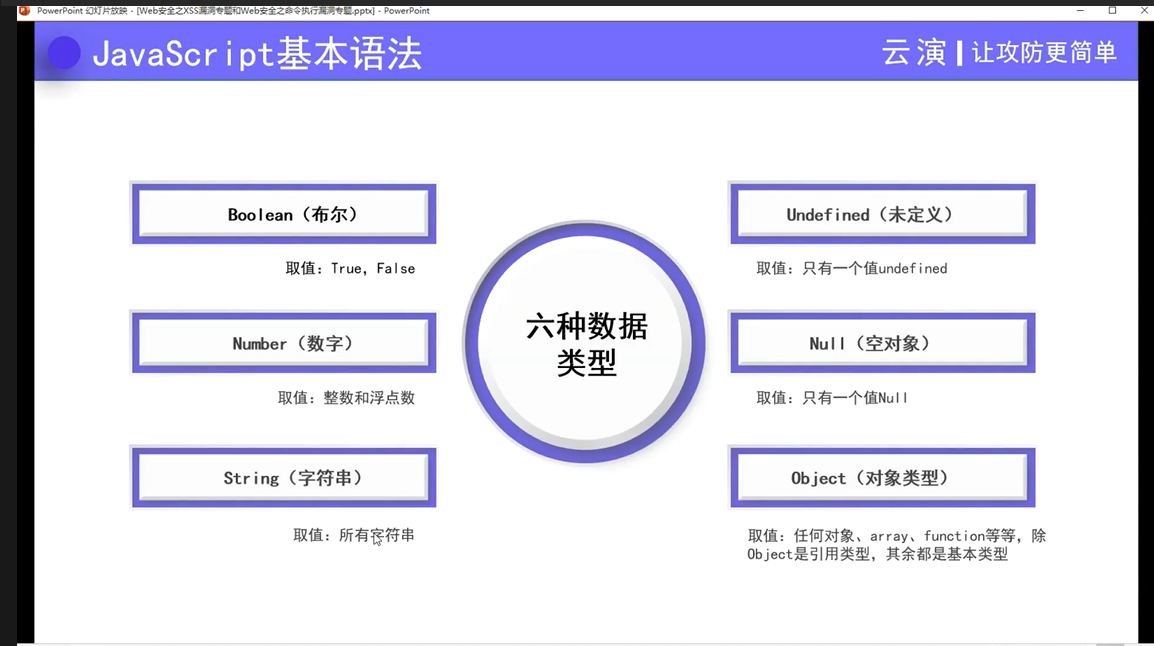 PowerPoint 幻灯片放映 - [Web安全之XSS漏洞专题和Web安全之命令执行漏洞专题.pptx] - PowerPoint
JavaScript基本语法
云演 | 让攻防更简单
Boolean（布尔）
取值：True，False
Number（数字）
取值：整数和浮点数
String（字符串）
取值：所有字符串
六种数据
类型
Undefined（未定义）
取值：只有一个值undefined
Null（空对象）
取值：只有一个值Null
Object（对象类型）
取值：任何对象、array、function等等，除
Object是引用类型，其余都是基本类型